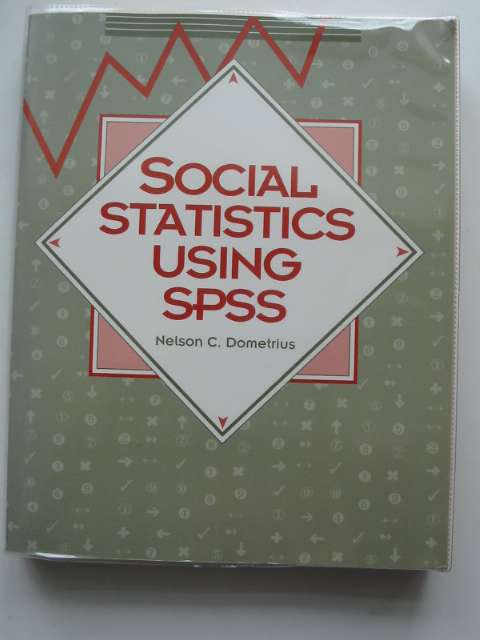 SOCIAL
STATISTICS
USING
SPSS
Nelson C. Dometrius